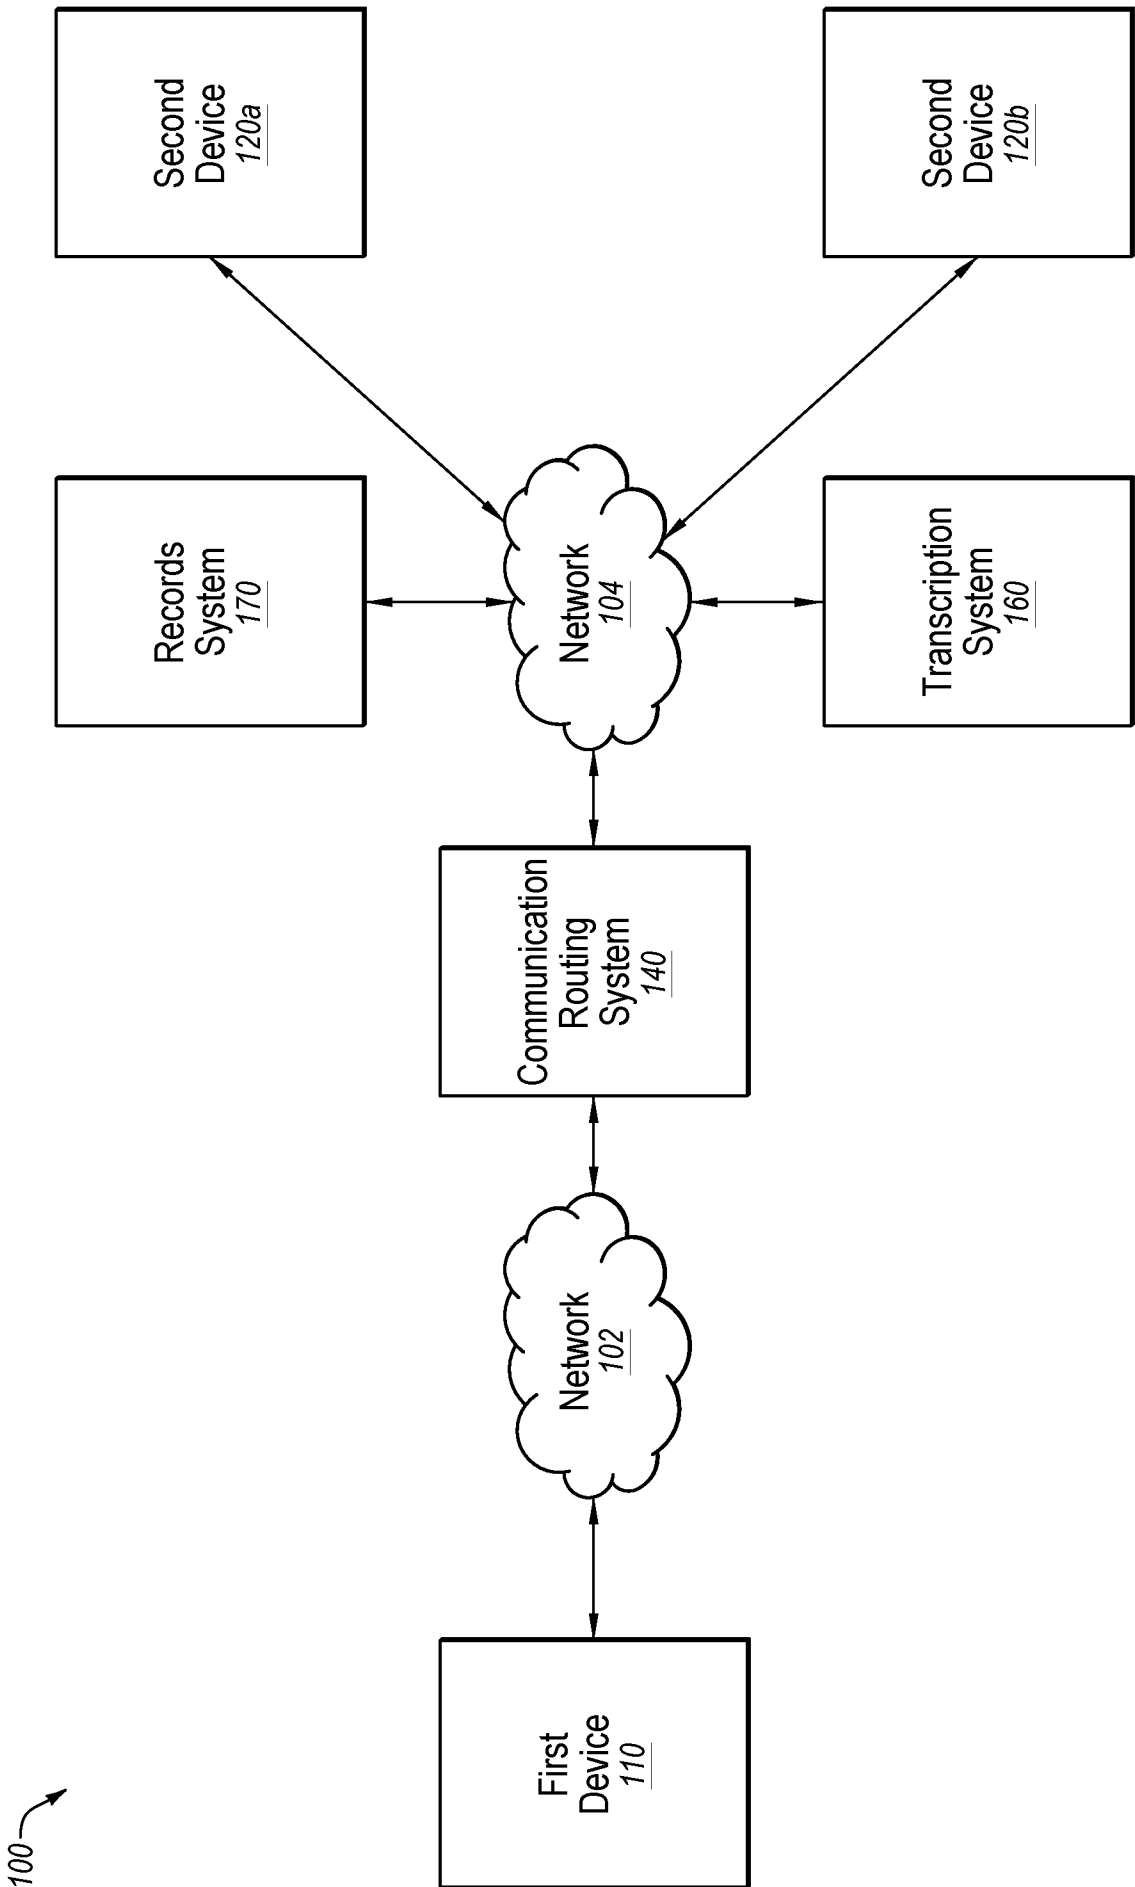 100
First
Device
110
Network
102
Communication
Routing
System
140
Network
104
Records
System
170
Transcription
System
160
Second
Device
120a
Second
Device
120b